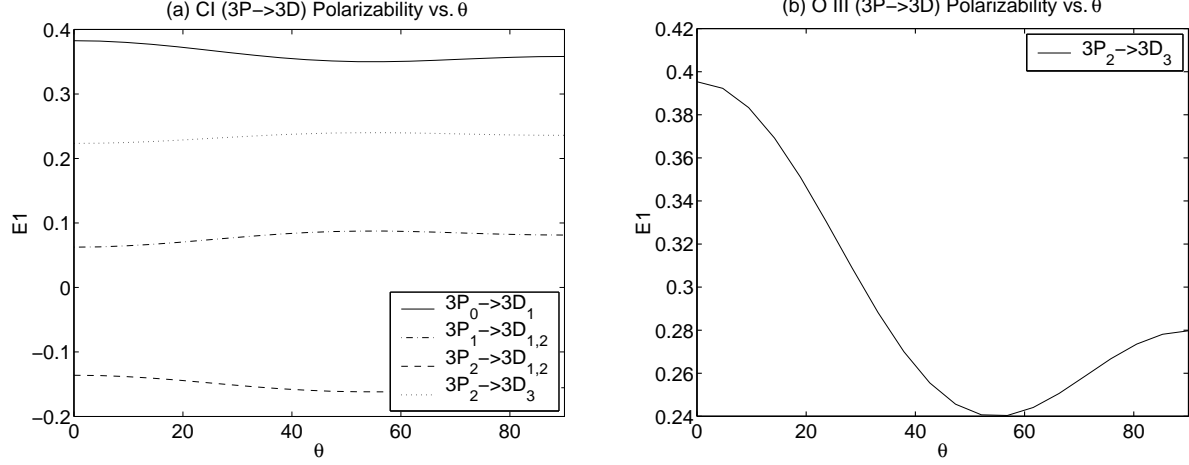 (a) CI (3P->3D) Polarizability vs. θ
E1
0.4
0.3
0.2
0.1
0
−0.1
−0.2
0
20
40
60
80
θ
3P0->3D1
3P1->3D1,2
3P2->3D1,2
3P2->3D3
(b) O III (3P->3D) Polarizability vs. θ
E1
0.42
0.4
0.38
0.36
0.34
0.32
0.3
0.28
0.26
0.24
0
20
40
60
80
θ
3P2->3D3